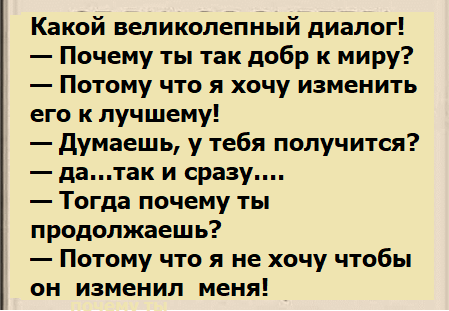 Какой великолепный диалог!
— Почему ты так добр к миру?
— Потому что я хочу изменить
его к лучшему!
— Думаешь, у тебя получится?
— да...так и сразу....
— Тогда почему ты
продолжаешь?
— Потому что я не хочу чтобы
он изменил меня!